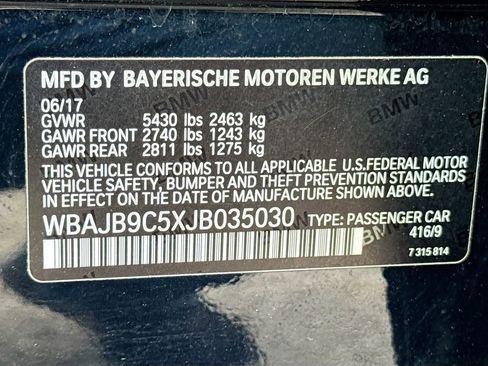 MFD BY BAYERISCHE MOTOREN WERKE AG
06/17
GVWR 5430 lbs 2463 kg
GAWR FRONT 2740 lbs 1243 kg
GAWR REAR 2811 lbs 1275 kg
THIS VEHICLE CONFORMS TO ALL APPLICABLE U.S.FEDERAL MOTOR
VEHICLE SAFETY, BUMPER AND THEFT PREVENTION STANDARDS
IN EFFECT ON THE DATE OF MANUFACTURE SHOWN ABOVE.
WBAJB9C5XJB035030 TYPE: PASSENGER CAR
416/9
7 315 814